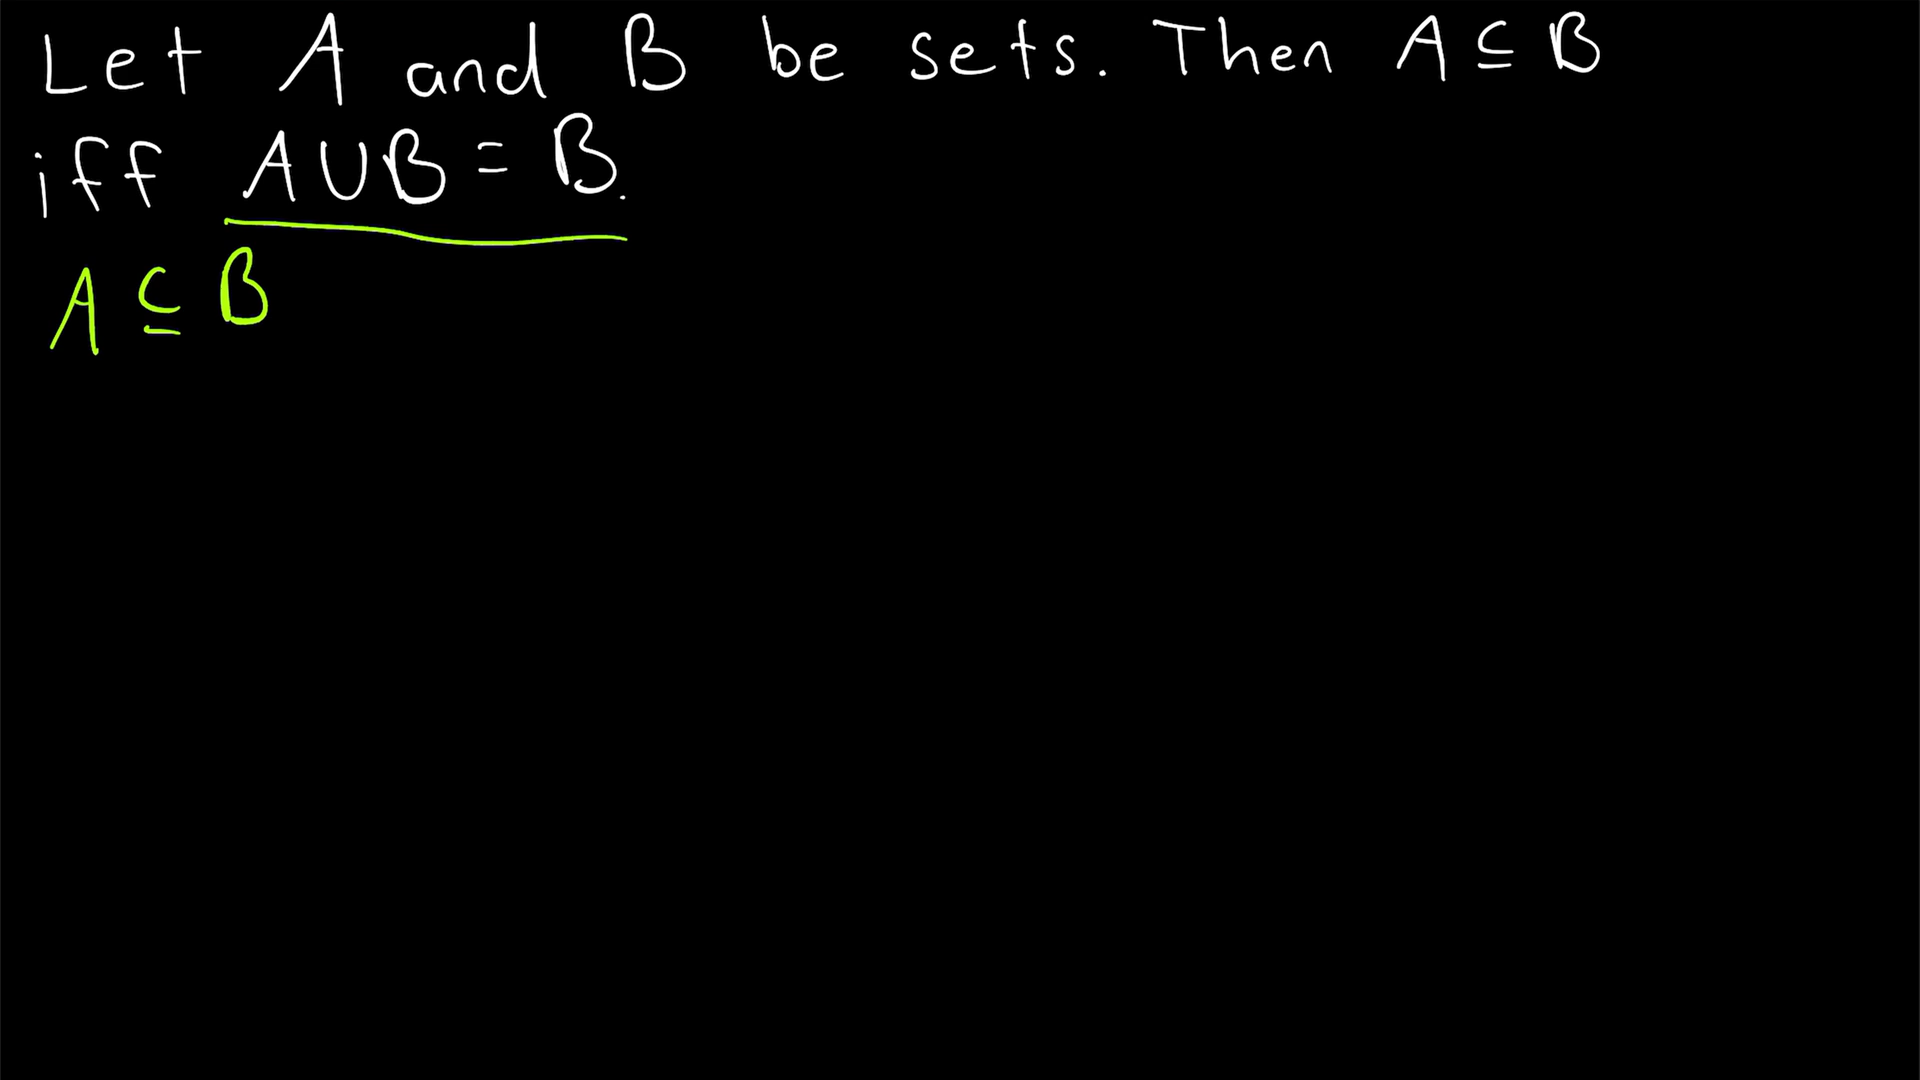 Let A and B be sets. Then A ⊆ B
iff A∪B = B.
A ⊆ B